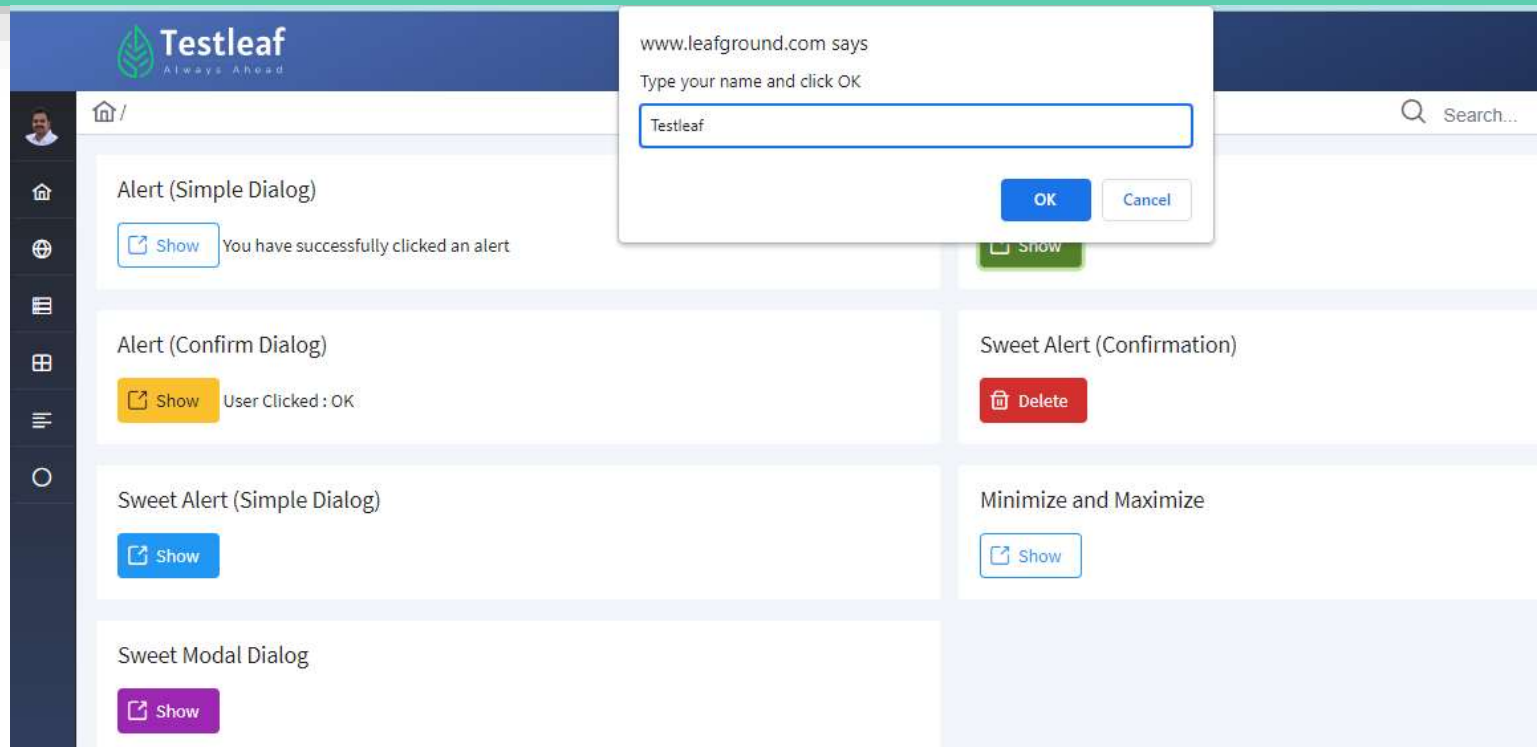 Testleaf
Always Ahead
www.leafground.com says
Type your name and click OK
Testleaf
OK
Cancel
/
Search...
Alert (Simple Dialog)
Show
You have successfully clicked an alert
Show
Alert (Confirm Dialog)
Show
User Clicked : OK
Sweet Alert (Confirmation)
Delete
Sweet Alert (Simple Dialog)
Show
Minimize and Maximize
Show
Sweet Modal Dialog
Show